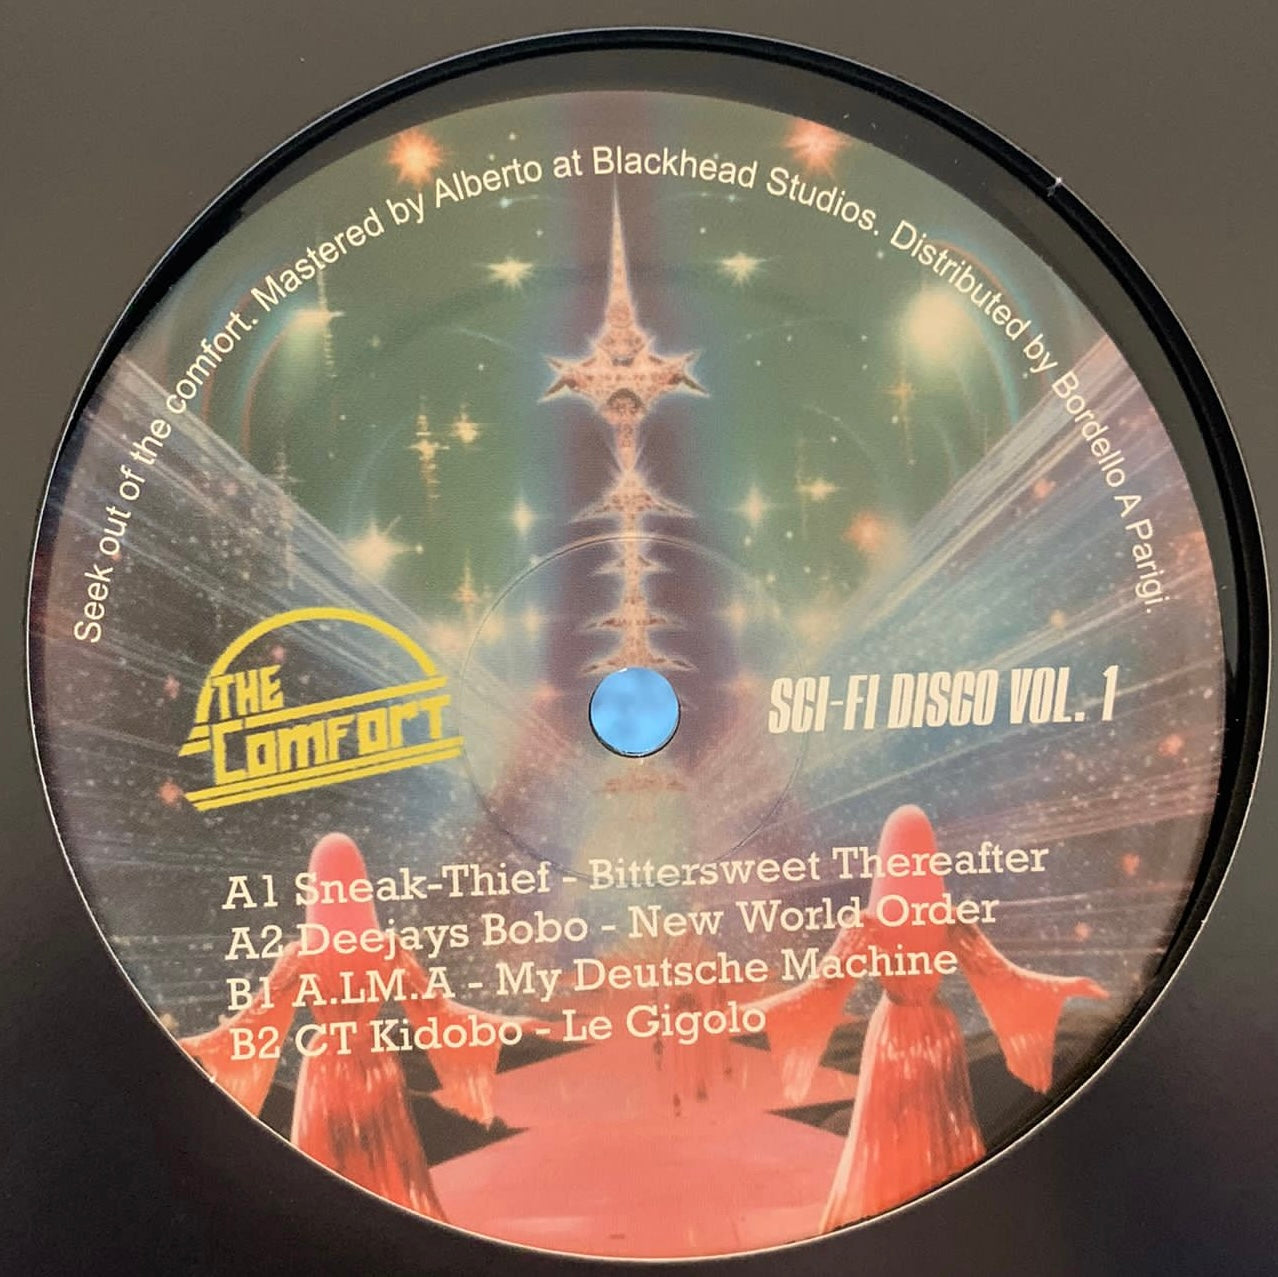 Seek out of the comfort. Mastered by Alberto at Blackhead Studios. Distributed by Bordello A Parigi.
THE
COMFORT
SCI-FI DISCO VOL. 1
A1 Sneak-Thief - Bittersweet Thereafter
A2 Deejays Bobo - New World Order
B1 A.LM.A - My Deutsche Machine
B2 CT Kidobo - Le Gigolo